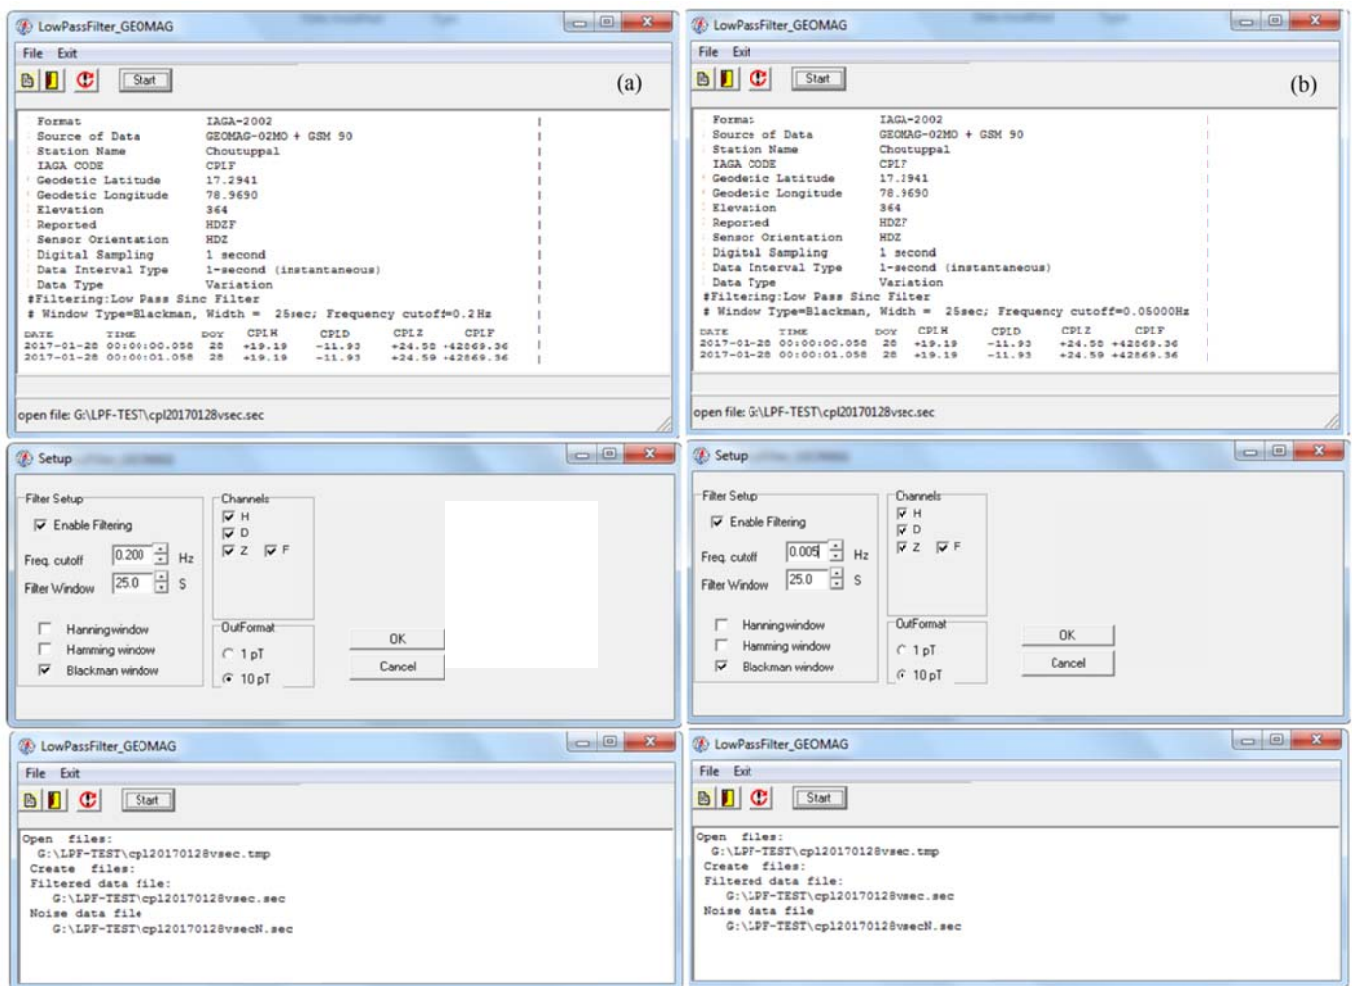 LowPassFilter_GEOMAG
File Exit
Start
(a)
Format IAGA-2002
Source of Data GEOMAG-02MO + GSM 90
Station Name Choutuppal
IAGA CODE CPLF
Geodetic Latitude 17.2941
Geodetic Longitude 78.9690
Elevation 364
Reported HDZF
Sensor Orientation HDZ
Digital Sampling 1 second
Data Interval Type 1-second (instantaneous)
Data Type Variation
#Filtering:Low Pass Sinc Filter
# Window Type=Blackman, Width = 25sec; Frequency cutoff=0.2Hz
DATE TIME DOY CPLH CPLD CPLZ CPLF
2017-01-28 00:00:00.058 28 +19.19 -11.93 +24.58 +42869.36
2017-01-28 00:00:01.058 28 +19.19 -11.93 +24.59 +42869.36
open file: G:\LPF-TEST\cpl20170128vsec.sec
LowPassFilter_GEOMAG
File Exit
Start
(b)
Format IAGA-2002
Source of Data GEOMAG-02MO + GSM 90
Station Name Choutuppal
IAGA CODE CPLF
Geodetic Latitude 17.2941
Geodetic Longitude 78.9690
Elevation 364
Reported HDZF
Sensor Orientation HDZ
Digital Sampling 1 second
Data Interval Type 1-second (instantaneous)
Data Type Variation
#Filtering:Low Pass Sinc Filter
# Window Type=Blackman, Width = 25sec; Frequency cutoff=0.05000Hz
DATE TIME DOY CPLH CPLD CPLZ CPLF
2017-01-28 00:00:00.058 28 +19.19 -11.93 +24.58 +42869.36
2017-01-28 00:00:01.058 28 +19.19 -11.93 +24.59 +42869.36
open file: G:\LPF-TEST\cpl20170128vsec.sec
Setup
Filter Setup
Enable Filtering
Freq. cutoff 0.200 Hz
Filter Window 25.0 S
Hanningwindow
Hamming window
Blackman window
Channels
H
D
Z F
OutFormat
1 pT
10 pT
OK
Cancel
Setup
Filter Setup
Enable Filtering
Freq. cutoff 0.005 Hz
Filter Window 25.0 S
Hanningwindow
Hamming window
Blackman window
Channels
H
D
Z F
OutFormat
1 pT
10 pT
OK
Cancel
LowPassFilter_GEOMAG
File Exit
Start
Open files:
G:\LPF-TEST\cpl20170128vsec.tmp
Create files:
Filtered data file:
G:\LPF-TEST\cpl20170128vsec.sec
Noise data file
G:\LPF-TEST\cpl20170128vsecN.sec
LowPassFilter_GEOMAG
File Exit
Start
Open files:
G:\LPF-TEST\cpl20170128vsec.tmp
Create files:
Filtered data file:
G:\LPF-TEST\cpl20170128vsec.sec
Noise data file
G:\LPF-TEST\cpl20170128vsecN.sec